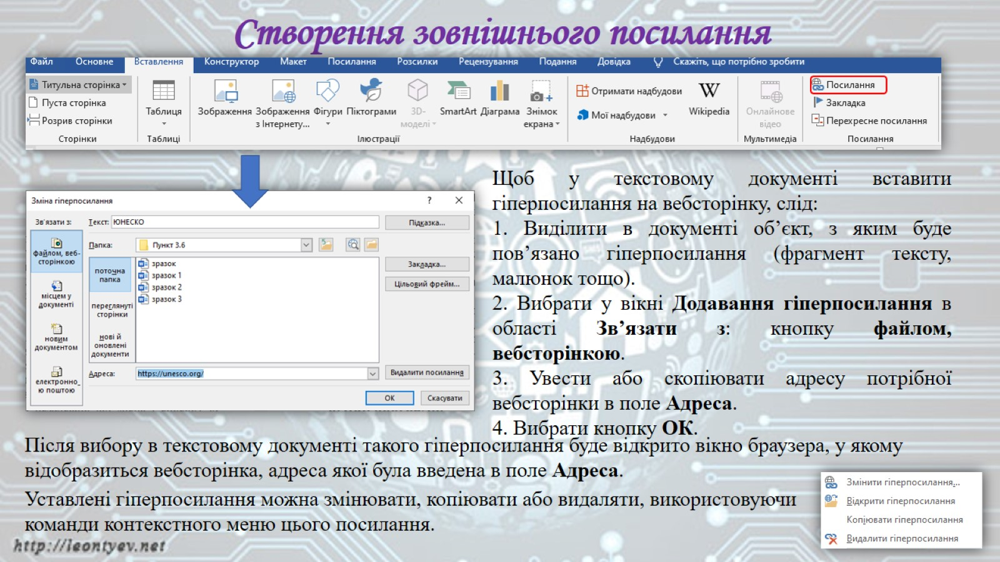 Створення зовнішнього посилання
Файл Основне Вставлення Конструктор Макет Посилання Розсилки Рецензування Подання Довідка Скажіть, що потрібно зробити
Титульна сторінка
Пуста сторінка
Розрив сторінки
Сторінки
Таблиця
Таблиці
Зображення
Зображення
з Інтернету...
Фігури
Піктограми
3D-
моделі
SmartArt
Діаграма
Знімок
екрана
Ілюстрації
Отримати надбудови
Мої надбудови
Wikipedia
Надбудови
Онлайнове
відео
Мультимедіа
Посилання
Закладка
Перехресне посилання
Посилання
Зміна гіперпосилання ?
Зв'язати з:
Текст: ЮНЕСКО
Підказка...
файлом, веб-
сторінкою
місцем у
документі
новим
документом
електронно_
ю поштою
Папка: Пункт 3.6
поточна
папка
переглянуті
сторінки
нові й
оновлені
документи
зразок
зразок 1
зразок 2
зразок 3
Закладка...
Цільовий фрейм...
Адреса: https://unesco.org/
Видалити посилання
ОК Скасувати
Щоб у текстовому документі вставити
гіперпосилання на вебсторінку, слід:
1. Виділити в документі об’єкт, з яким буде
пов’язано гіперпосилання (фрагмент тексту,
малюнок тощо).
2. Вибрати у вікні Додавання гіперпосилання в
області Зв’язати з: кнопку файлом,
вебсторінкою.
3. Увести або скопіювати адресу потрібної
вебсторінки в поле Адреса.
4. Вибрати кнопку ОК.
Після вибору в текстовому документі такого гіперпосилання буде відкрито вікно браузера, у якому
відобразиться вебсторінка, адреса якої була введена в поле Адреса.
Уставлені гіперпосилання можна змінювати, копіювати або видаляти, використовуючи
команди контекстного меню цього посилання.
Змінити гіперпосилання...
Відкрити гіперпосилання
Копіювати гіперпосилання
Видалити гіперпосилання
http://leontyev.net